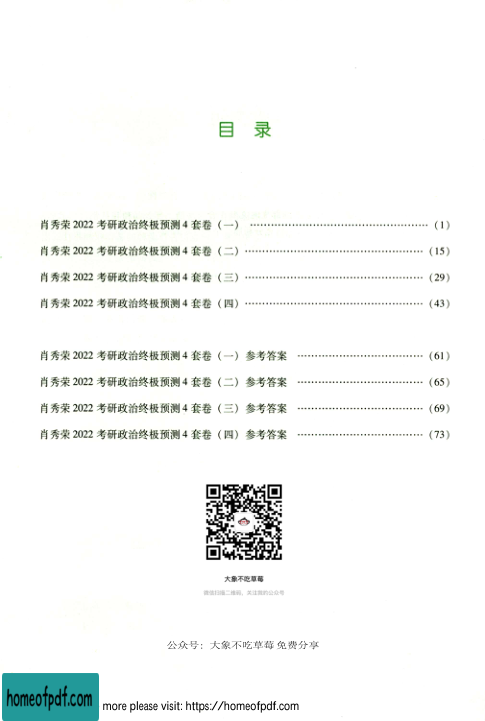 目 录
肖秀荣 2022 考研政治终极预测 4 套卷（一） ……………………………………………（1）
肖秀荣 2022 考研政治终极预测 4 套卷（二）……………………………………………（15）
肖秀荣 2022 考研政治终极预测 4 套卷（三）……………………………………………（29）
肖秀荣 2022 考研政治终极预测 4 套卷（四）……………………………………………（43）
肖秀荣 2022 考研政治终极预测 4 套卷（一）参考答案 ………………………………（61）
肖秀荣 2022 考研政治终极预测 4 套卷（二）参考答案 ………………………………（65）
肖秀荣 2022 考研政治终极预测 4 套卷（三）参考答案 ………………………………（69）
肖秀荣 2022 考研政治终极预测 4 套卷（四）参考答案 ………………………………（73）
大象不吃草莓
微信扫描二维码，关注我的公众号
公众号：大象不吃草莓 免费分享
homeofpdf.com more please visit: https://homeofpdf.com